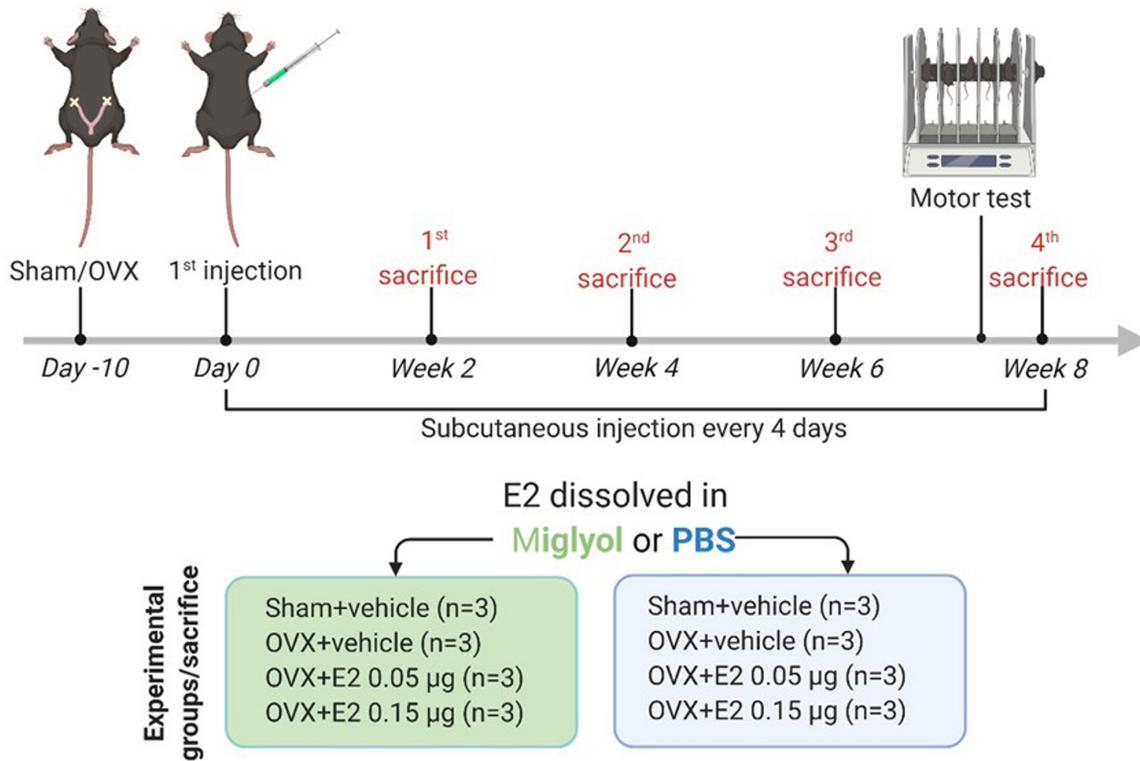 Motor test
1st
sacrifice
2nd
sacrifice
3rd
sacrifice
4th
sacrifice
Sham/OVX
1st injection
Day -10
Day 0
Week 2
Week 4
Week 6
Week 8
Subcutaneous injection every 4 days
E2 dissolved in
Miglyol or PBS
Experimental
groups/sacrifice
Sham+vehicle (n=3)
OVX+vehicle (n=3)
OVX+E2 0.05 µg (n=3)
OVX+E2 0.15 µg (n=3)
Sham+vehicle (n=3)
OVX+vehicle (n=3)
OVX+E2 0.05 µg (n=3)
OVX+E2 0.15 µg (n=3)